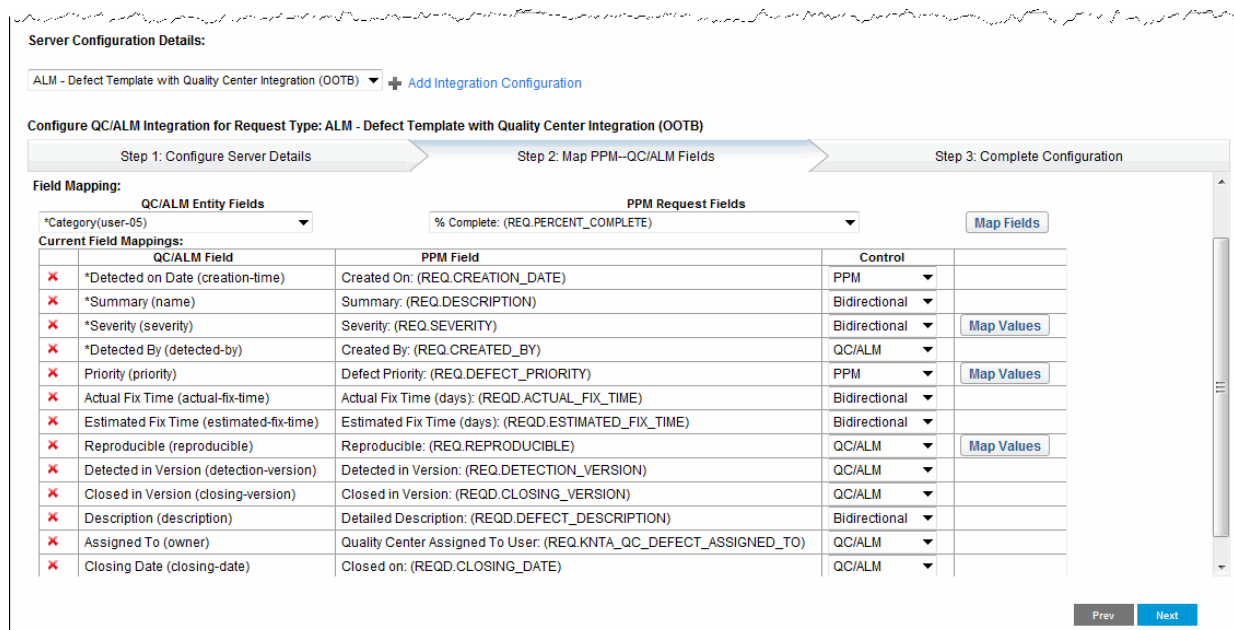 Server Configuration Details:
ALM - Defect Template with Quality Center Integration (OOTB) Add Integration Configuration
Configure QC/ALM Integration for Request Type: ALM - Defect Template with Quality Center Integration (OOTB)
Step 1: Configure Server Details Step 2: Map PPM--QC/ALM Fields Step 3: Complete Configuration
Field Mapping:
QC/ALM Entity Fields PPM Request Fields
*Category(user-05) % Complete: (REQ.PERCENT_COMPLETE) Map Fields
Current Field Mappings:
QC/ALM Field PPM Field Control
*Detected on Date (creation-time) Created On: (REQ.CREATION_DATE) PPM
*Summary (name) Summary: (REQ.DESCRIPTION) Bidirectional
*Severity (severity) Severity: (REQ.SEVERITY) Bidirectional Map Values
*Detected By (detected-by) Created By: (REQ.CREATED_BY) QC/ALM
Priority (priority) Defect Priority: (REQ.DEFECT_PRIORITY) PPM Map Values
Actual Fix Time (actual-fix-time) Actual Fix Time (days): (REQD.ACTUAL_FIX_TIME) Bidirectional
Estimated Fix Time (estimated-fix-time) Estimated Fix Time (days): (REQD.ESTIMATED_FIX_TIME) Bidirectional
Reproducible (reproducible) Reproducible: (REQ.REPRODUCIBLE) QC/ALM Map Values
Detected in Version (detection-version) Detected in Version: (REQ.DETECTION_VERSION) QC/ALM
Closed in Version (closing-version) Closed in Version: (REQD.CLOSING_VERSION) QC/ALM
Description (description) Detailed Description: (REQD.DEFECT_DESCRIPTION) Bidirectional
Assigned To (owner) Quality Center Assigned To User: (REQ.KNTA_QC_DEFECT_ASSIGNED_TO) QC/ALM
Closing Date (closing-date) Closed on: (REQD.CLOSING_DATE) QC/ALM
Prev Next